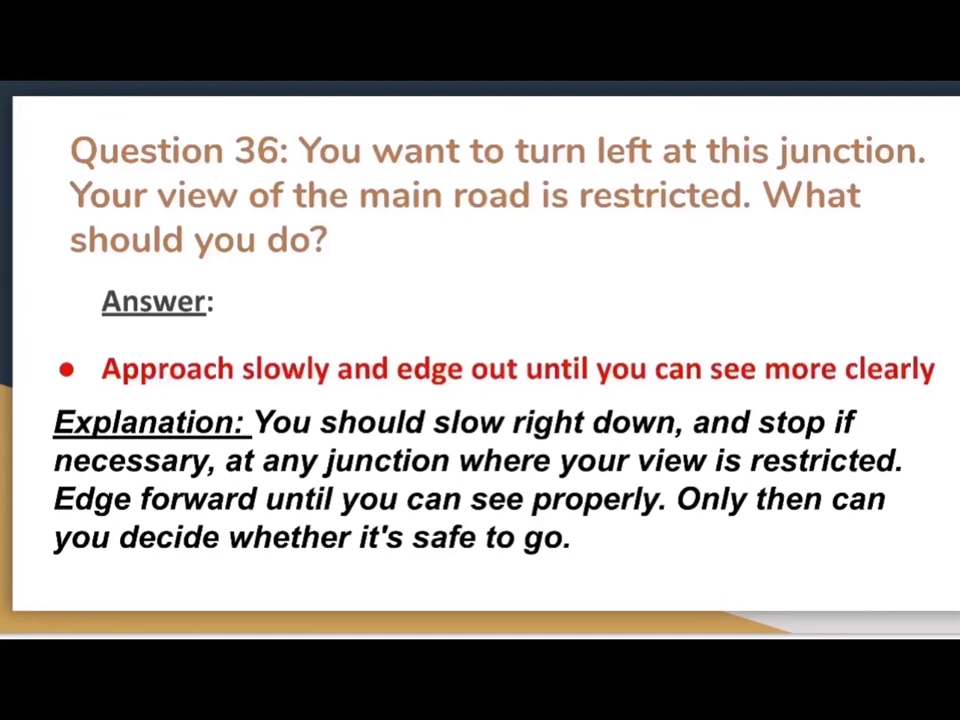 Question 36: You want to turn left at this junction.
Your view of the main road is restricted. What
should you do?
Answer:
● Approach slowly and edge out until you can see more clearly
Explanation: You should slow right down, and stop if
necessary, at any junction where your view is restricted.
Edge forward until you can see properly. Only then can
you decide whether it's safe to go.